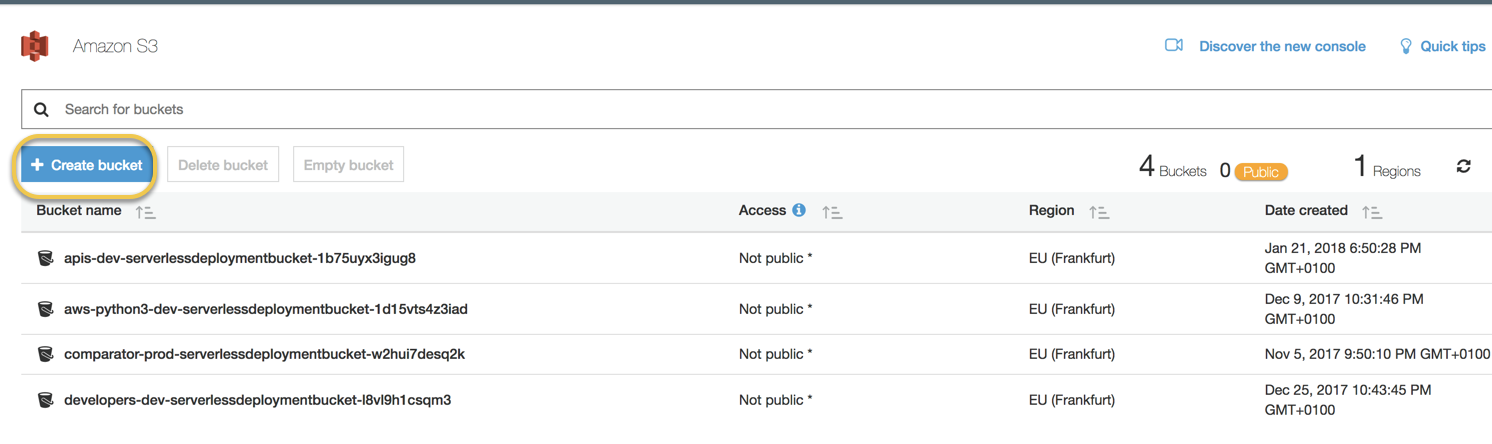 Amazon S3
Discover the new console
Quick tips
Search for buckets
+ Create bucket
Delete bucket
Empty bucket
4 Buckets 0 Public 1 Regions
Bucket name Access Region Date created
apis-dev-serverlessdeploymentbucket-1b75uyx3igug8 Not public * EU (Frankfurt) Jan 21, 2018 6:50:28 PM
GMT+0100
aws-python3-dev-serverlessdeploymentbucket-1d15vts4z3iad Not public * EU (Frankfurt) Dec 9, 2017 10:31:46 PM
GMT+0100
comparator-prod-serverlessdeploymentbucket-w2hui7desq2k Not public * EU (Frankfurt) Nov 5, 2017 9:50:10 PM GMT+0100
developers-dev-serverlessdeploymentbucket-l8vl9h1csqm3 Not public * EU (Frankfurt) Dec 25, 2017 10:43:45 PM
GMT+0100